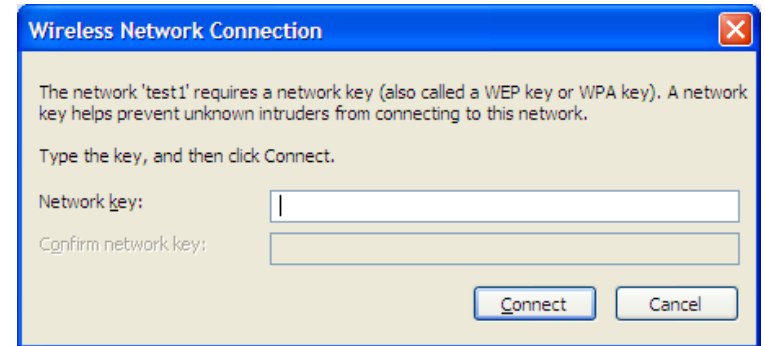 Wireless Network Connection
The network 'test1' requires a network key (also called a WEP key or WPA key). A network
key helps prevent unknown intruders from connecting to this network.
Type the key, and then click Connect.
Network key:
Confirm network key:
Connect Cancel